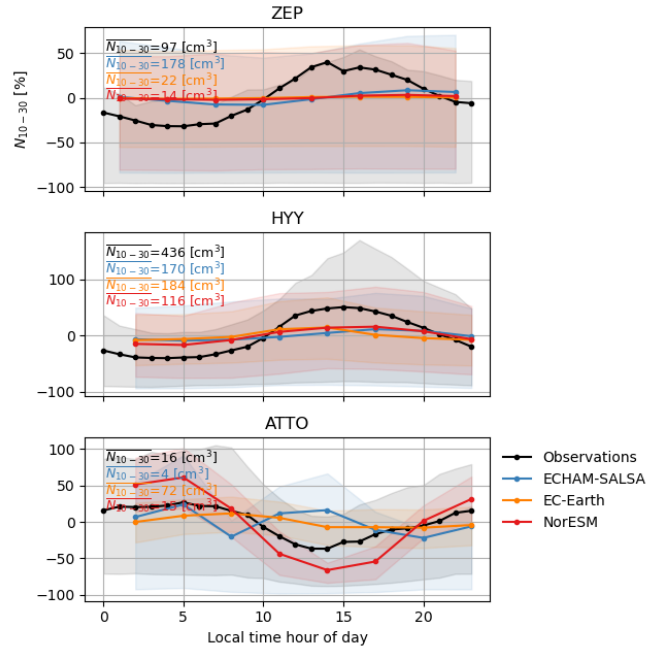 ZEP
N10−30 [%]
50
0
−50
−100
N10−30=97 [cm³]
N10−30=178 [cm³]
N10−30=22 [cm³]
N10−30=14 [cm³]
HYY
100
0
−100
N10−30=436 [cm³]
N10−30=170 [cm³]
N10−30=184 [cm³]
N10−30=116 [cm³]
ATTO
100
50
0
−50
−100
N10−30=16 [cm³]
N10−30=4 [cm³]
N10−30=72 [cm³]
[cm³]
0 5 10 15 20
Local time hour of day
Observations
ECHAM-SALSA
EC-Earth
NorESM